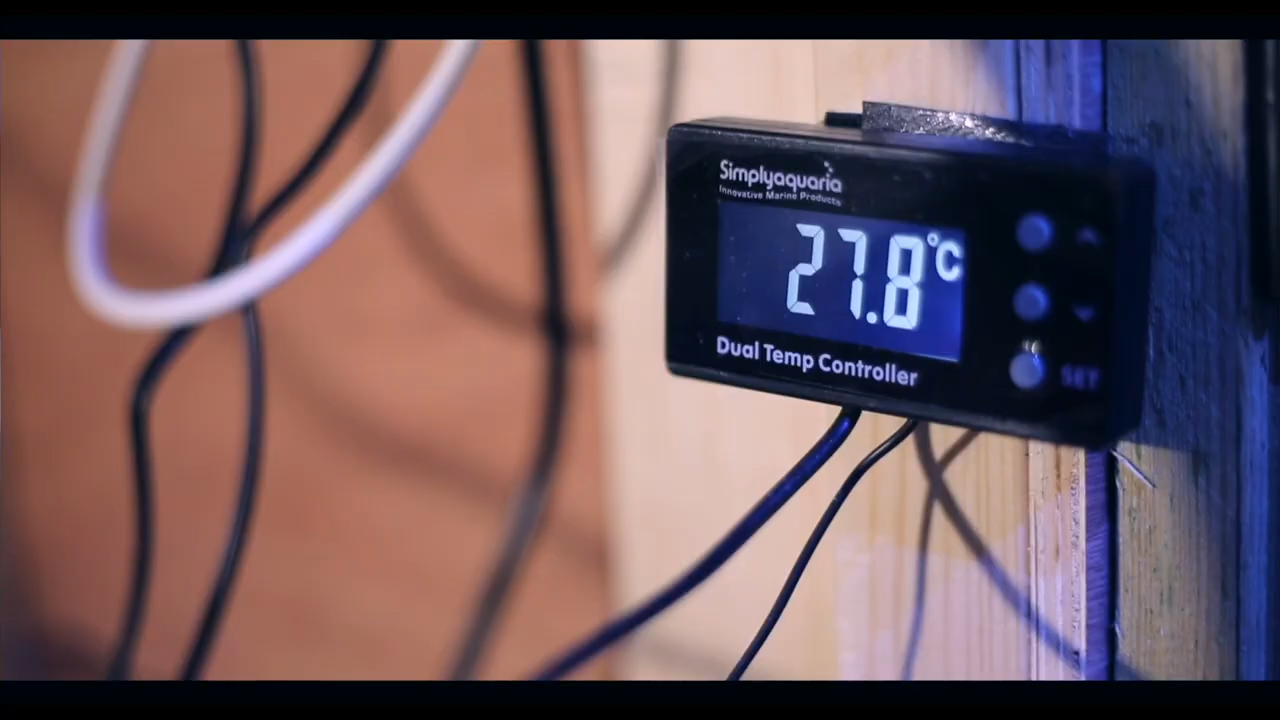 Simplyaquaria
Innovative Marine Products
27.8°C
Dual Temp Controller
SET